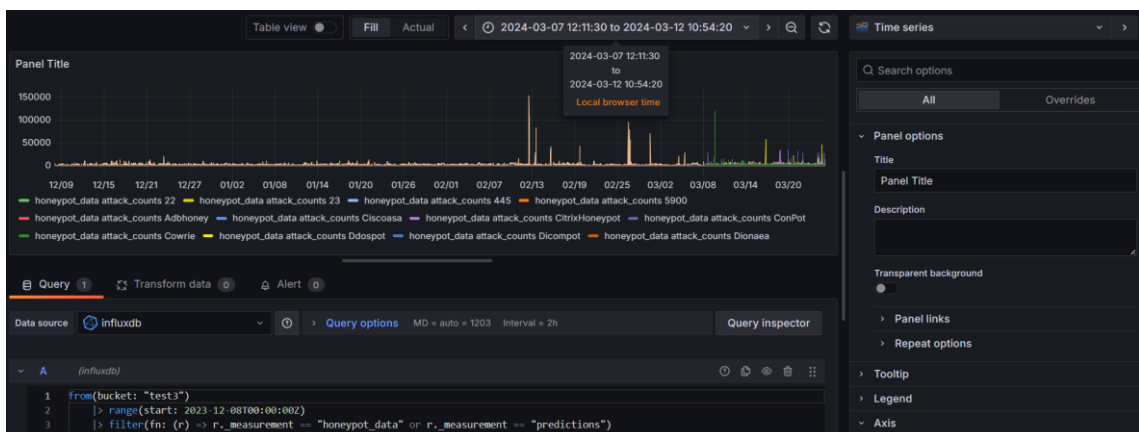 Table view Fill Actual 2024-03-07 12:11:30 to 2024-03-12 10:54:20
Time series
Panel Title
2024-03-07 12:11:30
to
2024-03-12 10:54:20
Local browser time
150000
100000
50000
0
12/09 12/15 12/21 12/27 01/02 01/08 01/14 01/20 01/26 02/01 02/07 02/13 02/19 02/25 03/02 03/08 03/14 03/20
honeypot_data attack_counts 22 honeypot_data attack_counts 23 honeypot_data attack_counts 445 honeypot_data attack_counts 5900
honeypot_data attack_counts Adbhoney honeypot_data attack_counts Ciscoasa honeypot_data attack_counts CitrixHoneypot honeypot_data attack_counts ConPot
honeypot_data attack_counts Cowrie honeypot_data attack_counts Ddospot honeypot_data attack_counts Dicompot honeypot_data attack_counts Dionaea
Query 1 Transform data 0 Alert 0
Data source influxdb Query options MD = auto = 1203 Interval = 2h Query inspector
A (influxdb)
1 from(bucket: "test3")
2 |> range(start: 2023-12-08T00:00:00Z)
3 |> filter(fn: (r) => r._measurement == "honeypot_data" or r._measurement == "predictions")
Search options
All Overrides
Panel options
Title
Panel Title
Description
Transparent background
Panel links
Repeat options
Tooltip
Legend
Axis